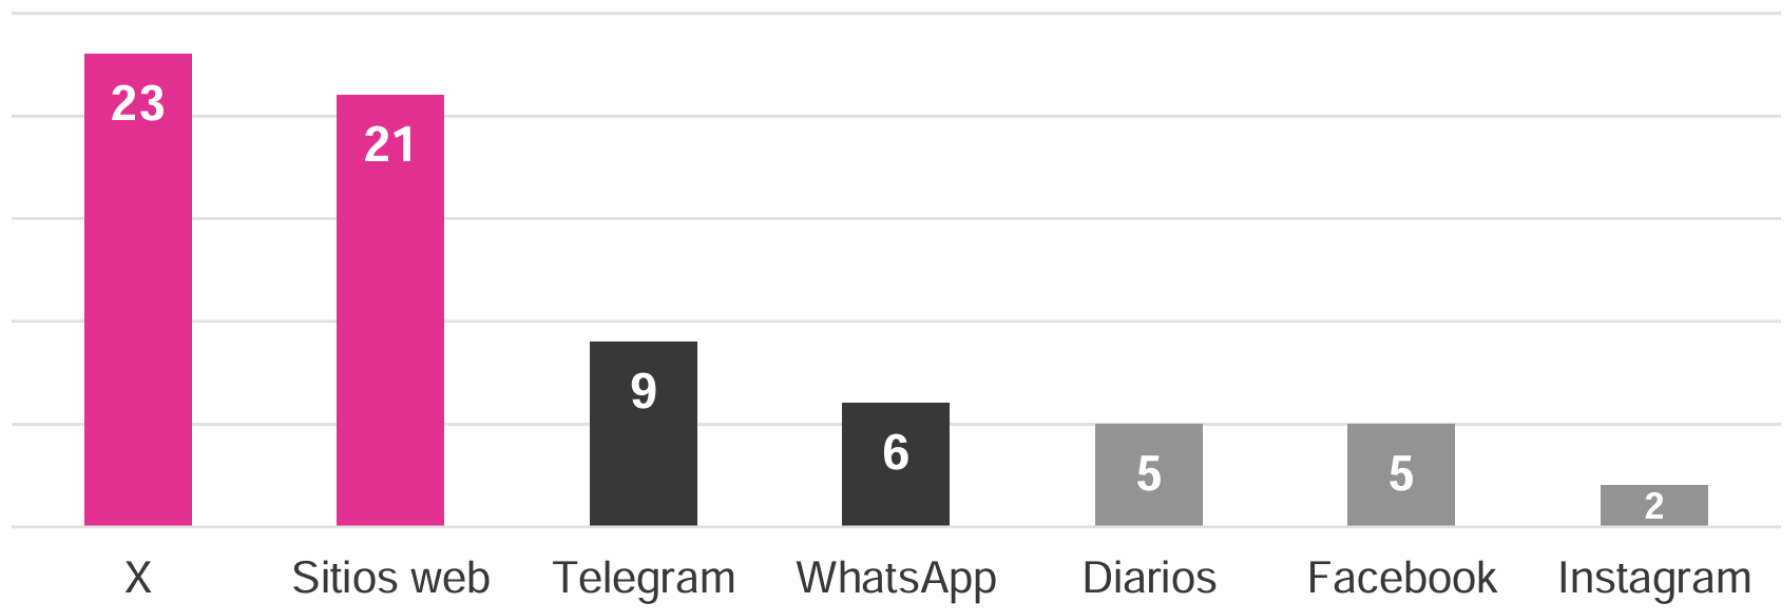 23
21
9
6
5
5
2
X
Sitios web
Telegram
WhatsApp
Diarios
Facebook
Instagram